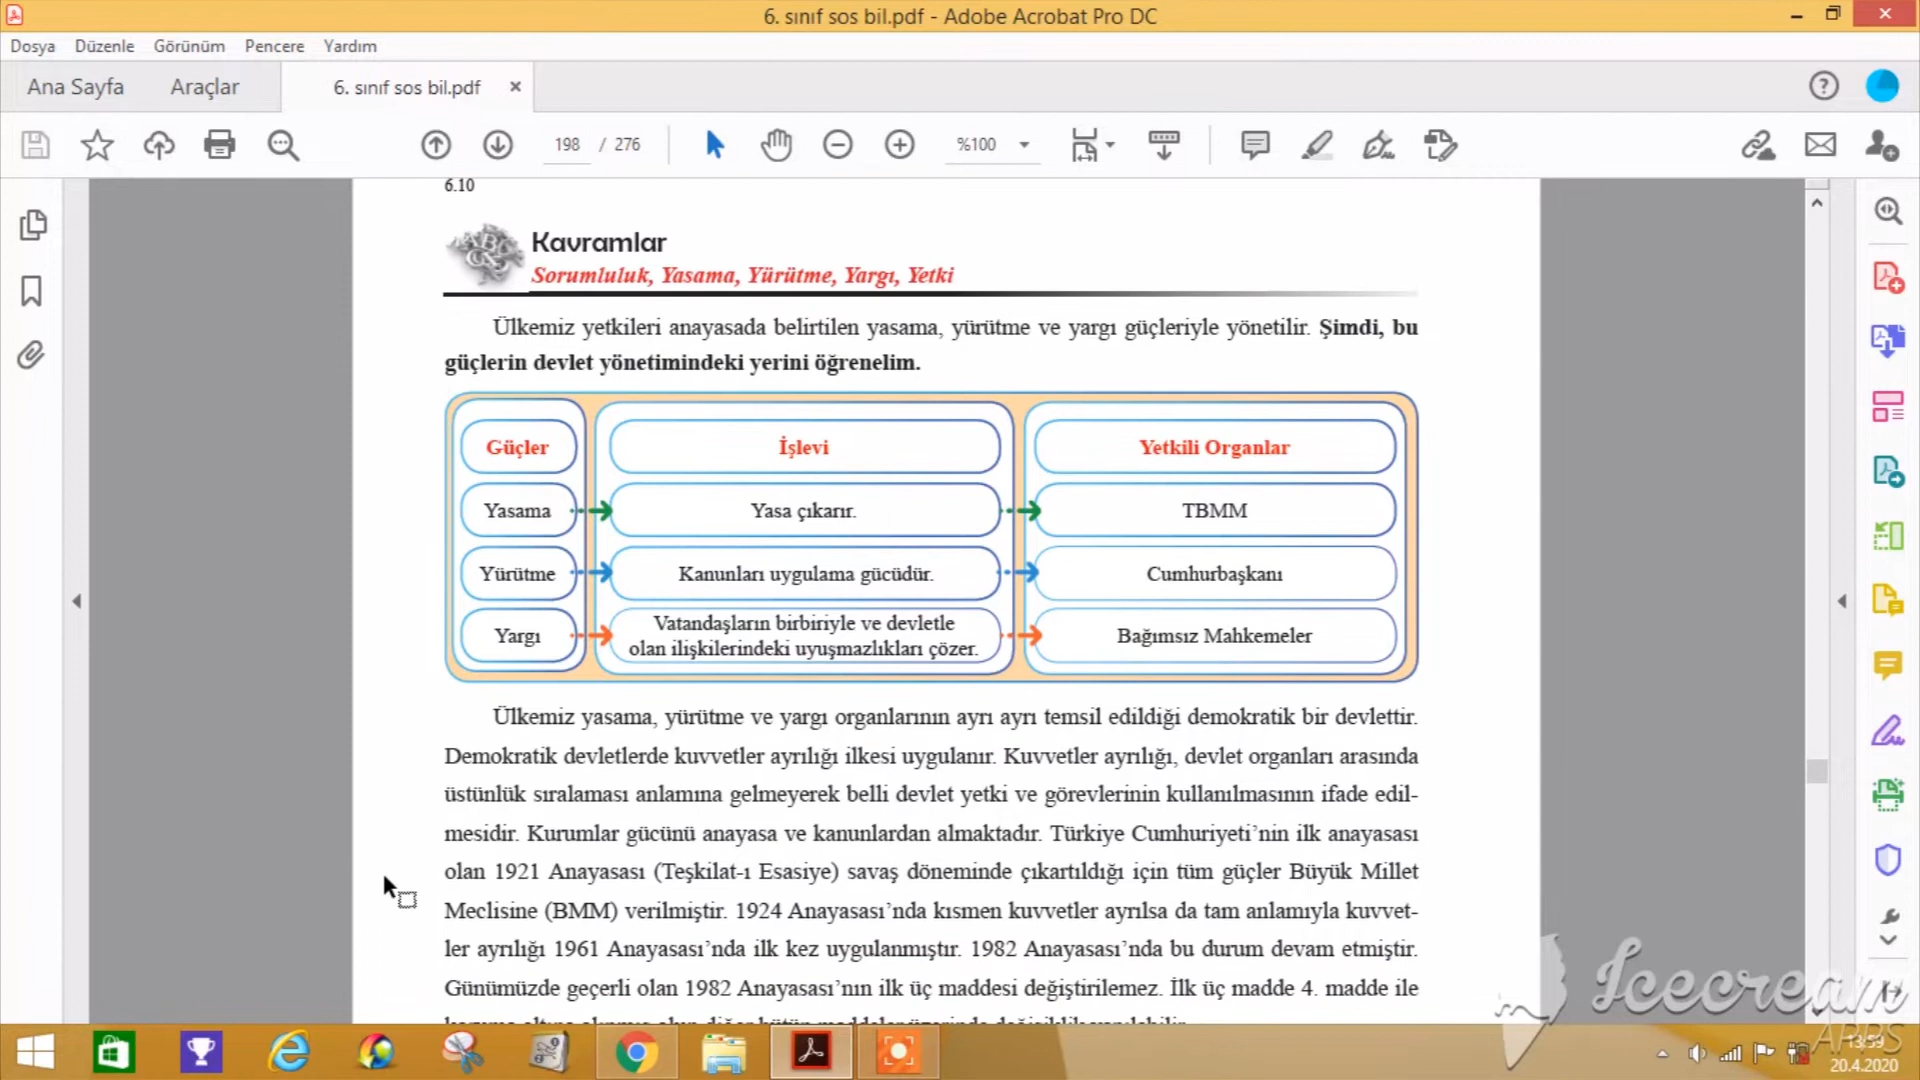 6. sınıf sos bil.pdf - Adobe Acrobat Pro DC
Dosya Düzenle Görünüm Pencere Yardım
Ana Sayfa Araçlar 6. sınıf sos bil.pdf
198 / 276 %100
6.10
Kavramlar
Sorumluluk, Yasama, Yürütme, Yargı, Yetki
Ülkemiz yetkileri anayasada belirtilen yasama, yürütme ve yargı güçleriyle yönetilir. Şimdi, bu
güçlerin devlet yönetimindeki yerini öğrenelim.
Güçler İşlevi Yetkili Organlar
Yasama Yasa çıkarır. TBMM
Yürütme Kanunları uygulama gücüdür. Cumhurbaşkanı
Yargı Vatandaşların birbiriyle ve devletle
olan ilişkilerindeki uyuşmazlıkları çözer. Bağımsız Mahkemeler
Ülkemiz yasama, yürütme ve yargı organlarının ayrı ayrı temsil edildiği demokratik bir devlettir.
Demokratik devletlerde kuvvetler ayrılığı ilkesi uygulanır. Kuvvetler ayrılığı, devlet organları arasında
üstünlük sıralaması anlamına gelmeyerek belli devlet yetki ve görevlerinin kullanılmasının ifade edil-
mesidir. Kurumlar gücünü anayasa ve kanunlardan almaktadır. Türkiye Cumhuriyeti’nin ilk anayasası
olan 1921 Anayasası (Teşkilat-ı Esasiye) savaş döneminde çıkartıldığı için tüm güçler Büyük Millet
Meclisine (BMM) verilmiştir. 1924 Anayasası’nda kısmen kuvvetler ayrılsa da tam anlamıyla kuvvet-
ler ayrılığı 1961 Anayasası’nda ilk kez uygulanmıştır. 1982 Anayasası’nda bu durum devam etmiştir.
Günümüzde geçerli olan 1982 Anayasası’nın ilk üç maddesi değiştirilemez. İlk üç madde 4. madde ile
Icecream
APPS
13:59
20.4.2020